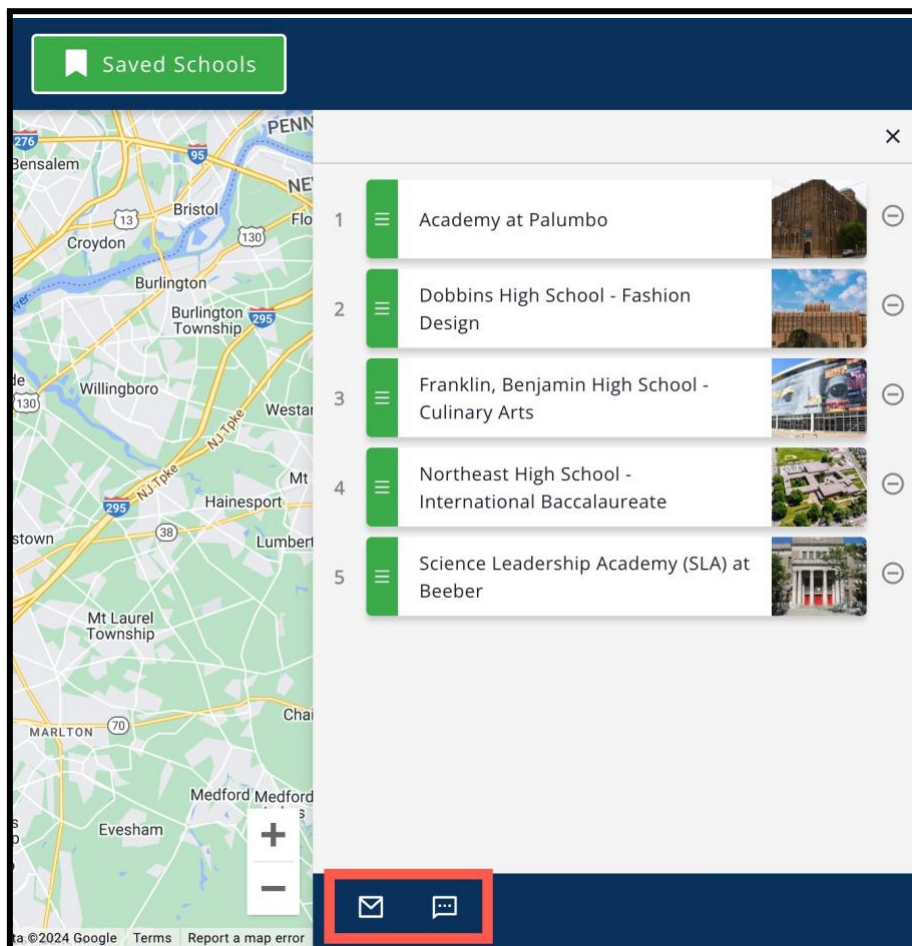 Saved Schools
PENN
276
95
Bensalem
NE
Bristol
13
Flo
130
Croydon
Burlington
Burlington
Township
295
Willingboro
130
Westa
NJ Tpke
NJ Tpke
Mt
295
Hainesport
stown
38
Lumber
Mt Laurel
Township
Chai
MARLTON
70
Medford
Medford
Evesham
+
−
©2024 Google
Terms
Report a map error
1
Academy at Palumbo
2
Dobbins High School - Fashion
Design
3
Franklin, Benjamin High School -
Culinary Arts
4
Northeast High School -
International Baccalaureate
5
Science Leadership Academy (SLA) at
Beeber